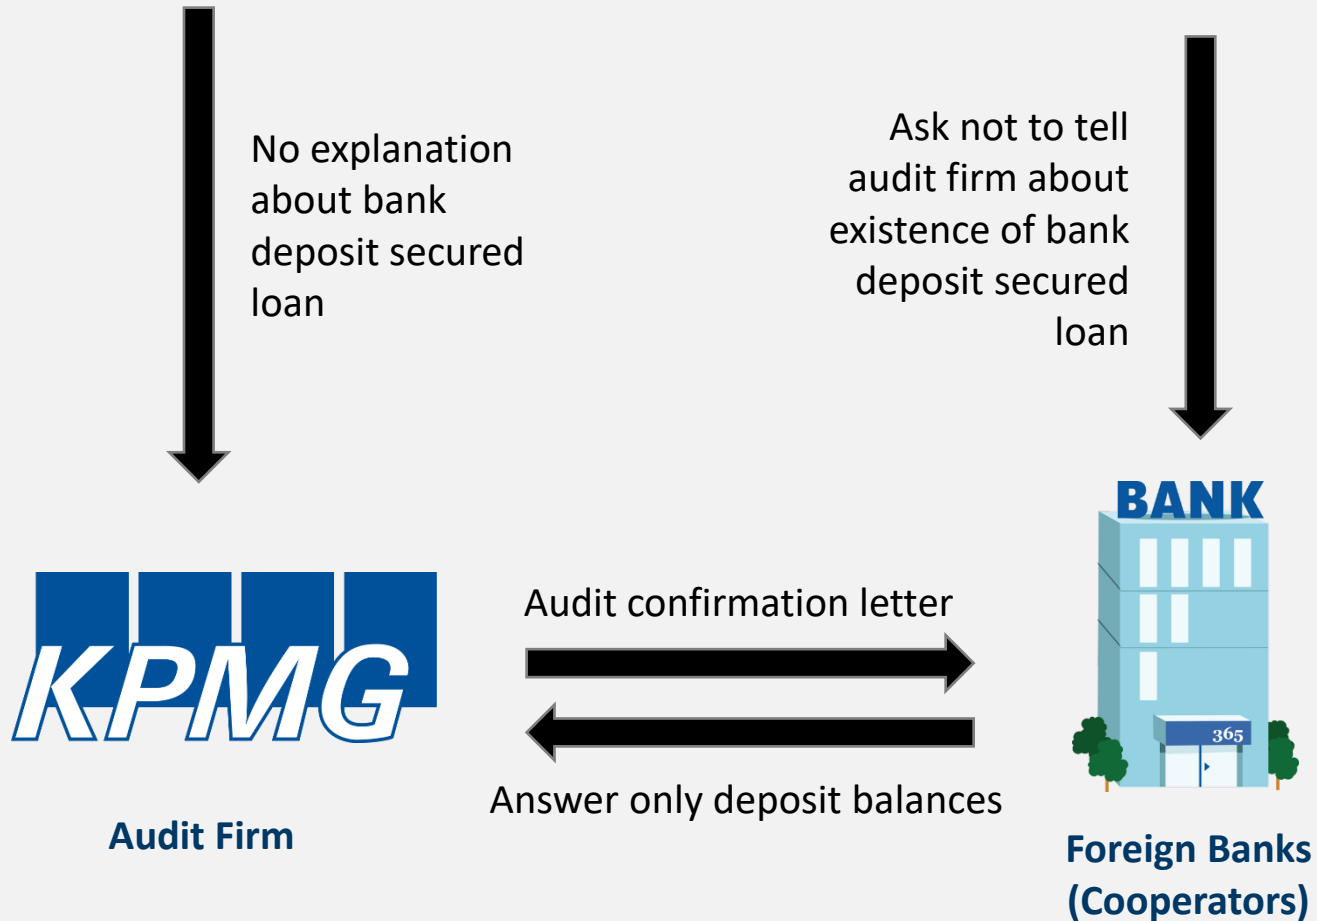 No explanation
about bank
deposit secured
loan
Ask not to tell
audit firm about
existence of bank
deposit secured
loan
BANK
365
KPMG
Audit confirmation letter
Answer only deposit balances
Audit Firm
Foreign Banks
(Cooperators)